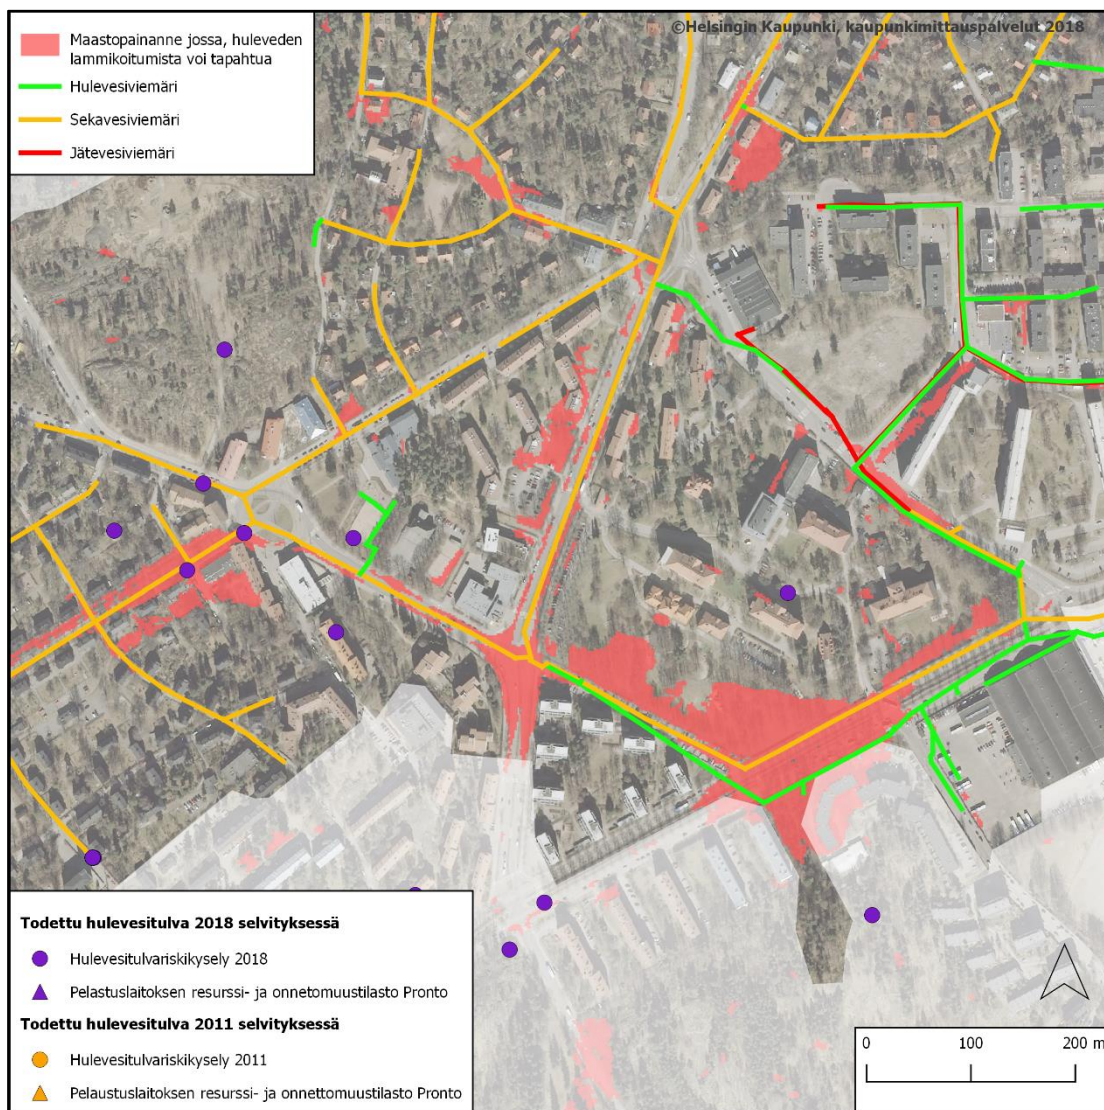 ©Helsingin Kaupunki, kaupunkimittauspalvelut 2018
Maastopainanne jossa, huleveden
lammikoitumista voi tapahtua
Hulevesiviemäri
Sekavesiviemäri
Jätevesiviemäri
Todettu hulevesitulva 2018 selvityksessä
Hulevesitulvariskikysely 2018
Pelastuslaitoksen resurssi- ja onnetomuustilasto Pronto
Todettu hulevesitulva 2011 selvityksessä
Hulevesitulvariskikysely 2011
Pelaustuslaitoksen resurssi- ja onnettomuustilasto Pronto
0 100 200 m